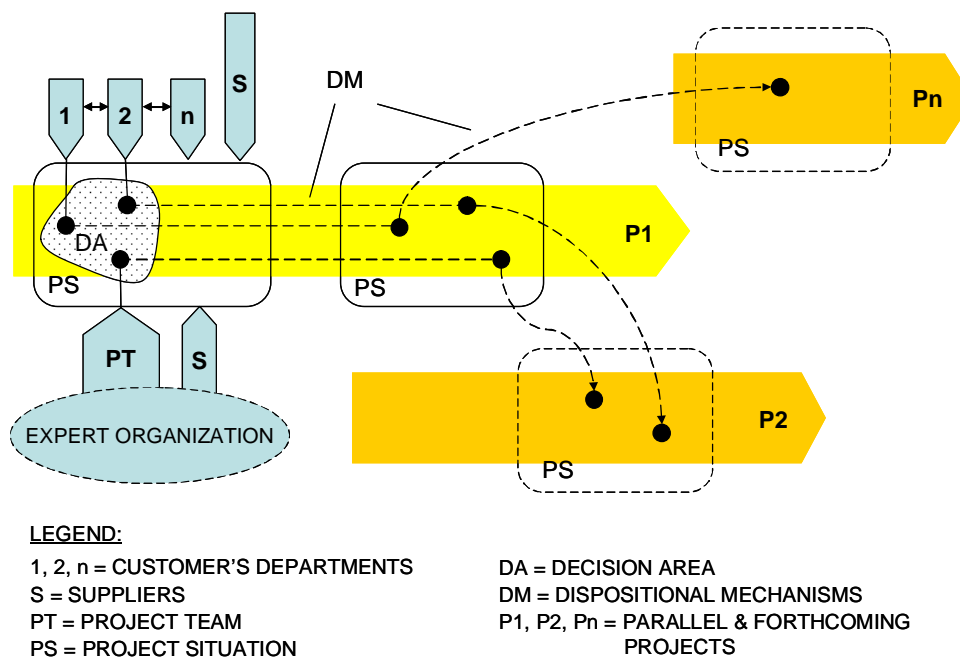 S
DM
1
2
n
Pn
PS
DA
P1
PS
PS
PT
S
EXPERT ORGANIZATION
P2
PS
LEGEND:
1, 2, n = CUSTOMER'S DEPARTMENTS
S = SUPPLIERS
PT = PROJECT TEAM
PS = PROJECT SITUATION
DA = DECISION AREA
DM = DISPOSITIONAL MECHANISMS
P1, P2, Pn = PARALLEL & FORTHCOMING
PROJECTS